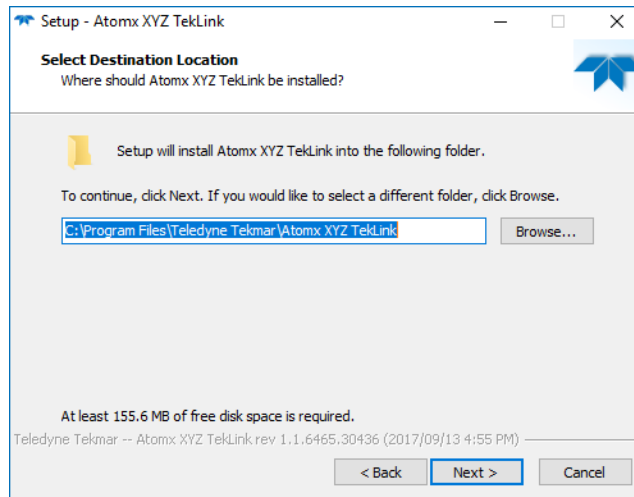 Setup - Atomx XYZ TekLink
Select Destination Location
Where should Atomx XYZ TekLink be installed?
Setup will install Atomx XYZ TekLink into the following folder.
To continue, click Next. If you would like to select a different folder, click Browse.
C:\Program Files\Teledyne Tekmar\Atomx XYZ TekLink
Browse...
At least 155.6 MB of free disk space is required.
Teledyne Tekmar -- Atomx XYZ TekLink rev 1.1.6465.30436 (2017/09/13 4:55 PM)
< Back Next > Cancel